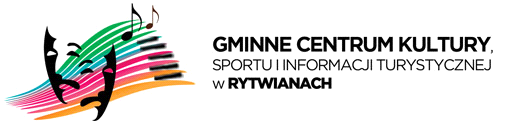 GMINNE CENTRUM KULTURY,
SPORTU I INFORMACJI TURYSTYCZNEJ
w RYTWIANACH